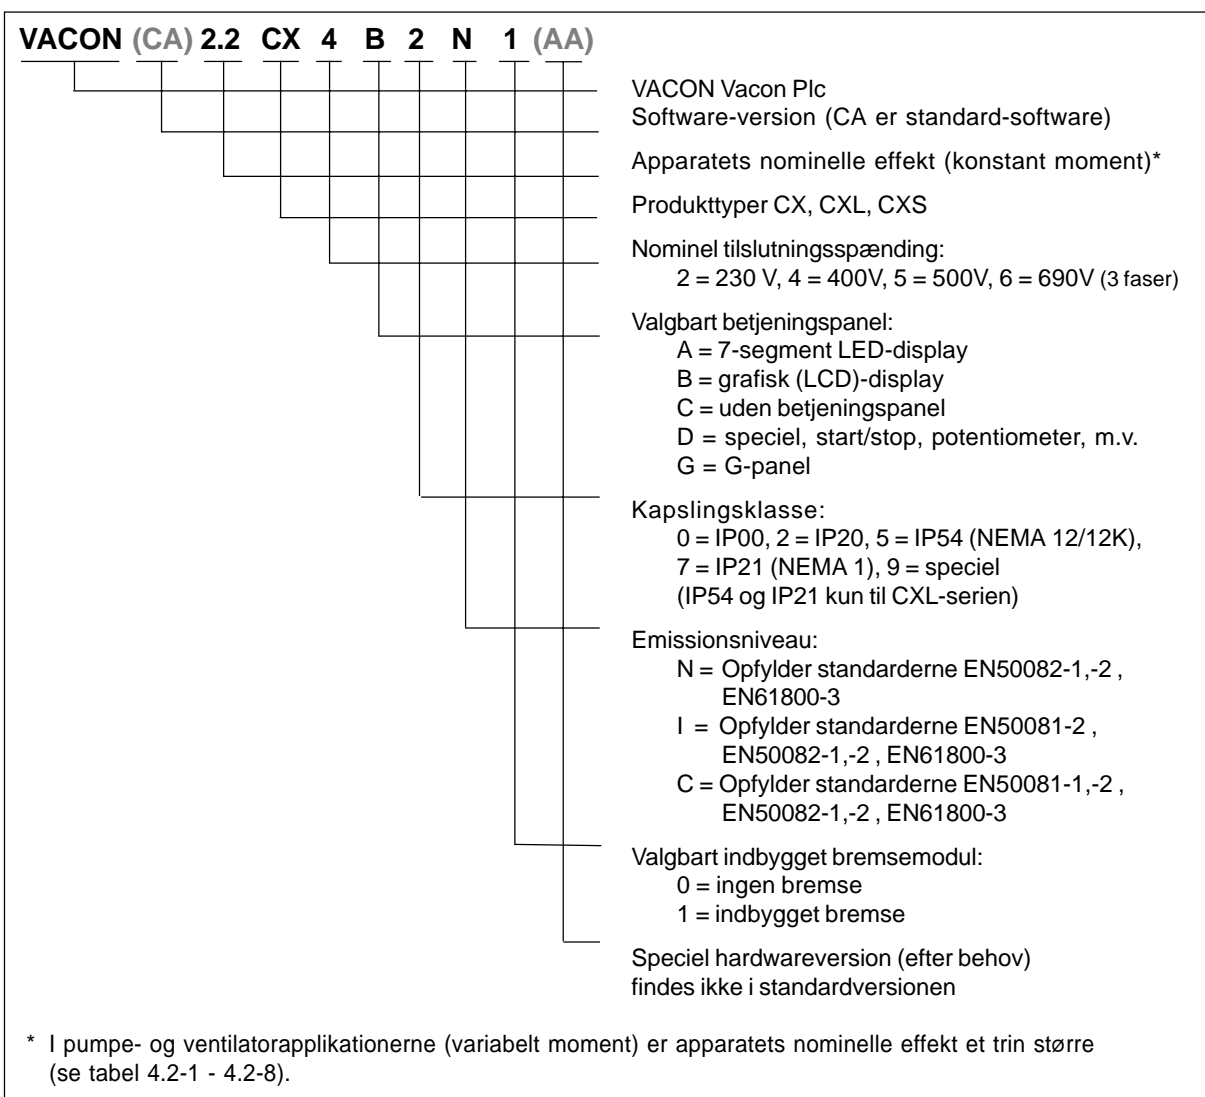 VACON (CA) 2.2 CX 4 B 2 N 1 (AA)
VACON Vacon Plc
Software-version (CA er standard-software)
Apparatets nominelle effekt (konstant moment)*
Produkttyper CX, CXL, CXS
Nominel tilslutningsspænding:
2 = 230 V, 4 = 400V, 5 = 500V, 6 = 690V (3 faser)
Valgbart betjeningspanel:
A = 7-segment LED-display
B = grafisk (LCD)-display
C = uden betjeningspanel
D = speciel, start/stop, potentiometer, m.v.
G = G-panel
Kapslingsklasse:
0 = IP00, 2 = IP20, 5 = IP54 (NEMA 12/12K),
7 = IP21 (NEMA 1), 9 = speciel
(IP54 og IP21 kun til CXL-serien)
Emissionsniveau:
N = Opfylder standarderne EN50082-1,-2 ,
EN61800-3
I = Opfylder standarderne EN50081-2 ,
EN50082-1,-2 , EN61800-3
C = Opfylder standarderne EN50081-1,-2 ,
EN50082-1,-2 , EN61800-3
Valgbart indbygget bremsemodul:
0 = ingen bremse
1 = indbygget bremse
Speciel hardwareversion (efter behov)
findes ikke i standardversionen
* I pumpe- og ventilatorapplikationerne (variabelt moment) er apparatets nominelle effekt et trin større
(se tabel 4.2-1 - 4.2-8).